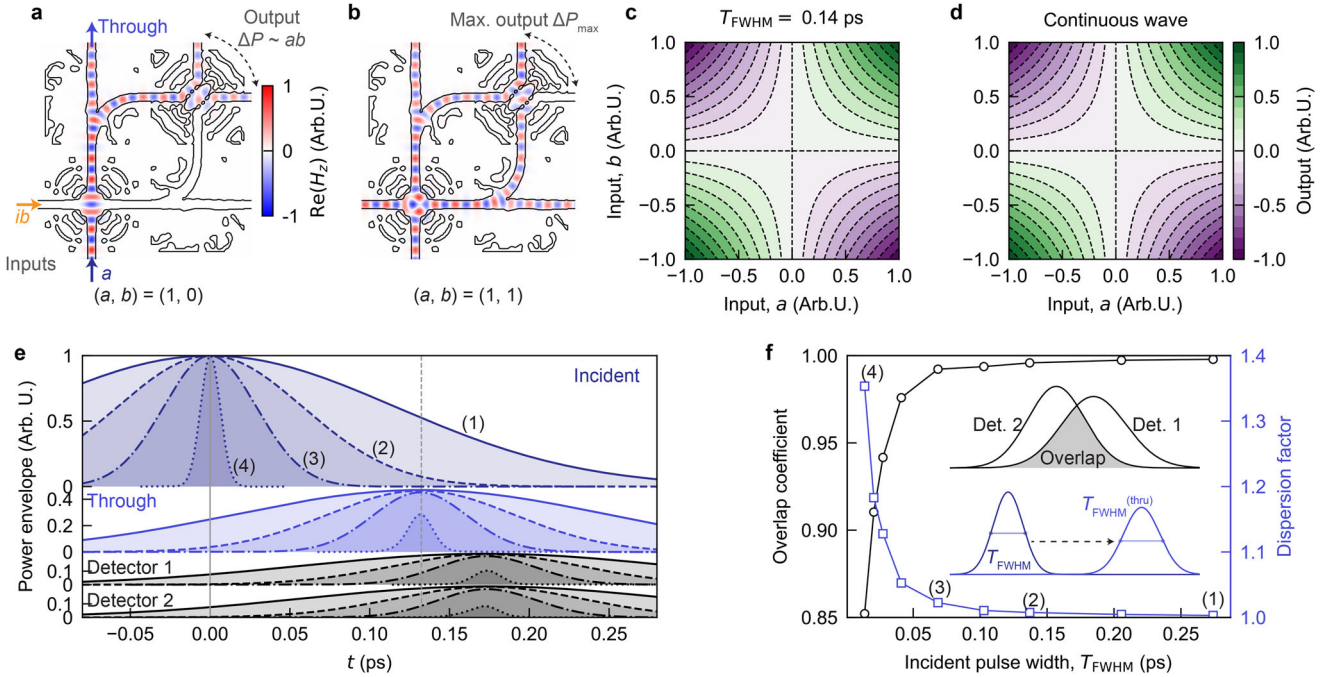 a
Through
Output
ΔP ~ ab
1
0
-1
Re(Hz) (Arb.U.)
ib
Inputs
a
(a, b) = (1, 0)
b
Max. output ΔPmax
(a, b) = (1, 1)
c
TFWHM = 0.14 ps
1.0
0.5
0.0
−0.5
−1.0
Input, b (Arb.U.)
−1.0 −0.5 0.0 0.5 1.0
Input, a (Arb.U.)
d
Continuous wave
1.0
0.5
0.0
−0.5
−1.0
−1.0 −0.5 0.0 0.5 1.0
Input, a (Arb.U.)
1.0
0.5
0.0
−0.5
−1.0
Output (Arb.U.)
e
Power envelope (Arb. U.)
1
0.5
0
0.4
0.2
0
0.1
0
0.1
0
Incident
(1)
(2)
(3)
(4)
Through
Detector 1
Detector 2
−0.05 0.00 0.05 0.10 0.15 0.20 0.25
t (ps)
f
1.00
0.95
0.90
0.85
Overlap coefficient
(4)
(3)
(2)
(1)
Det. 2
Det. 1
Overlap
TFWHM
TFWHM(thru)
1.4
1.3
1.2
1.1
1.0
Dispersion factor
0.05 0.10 0.15 0.20 0.25
Incident pulse width, TFWHM (ps)